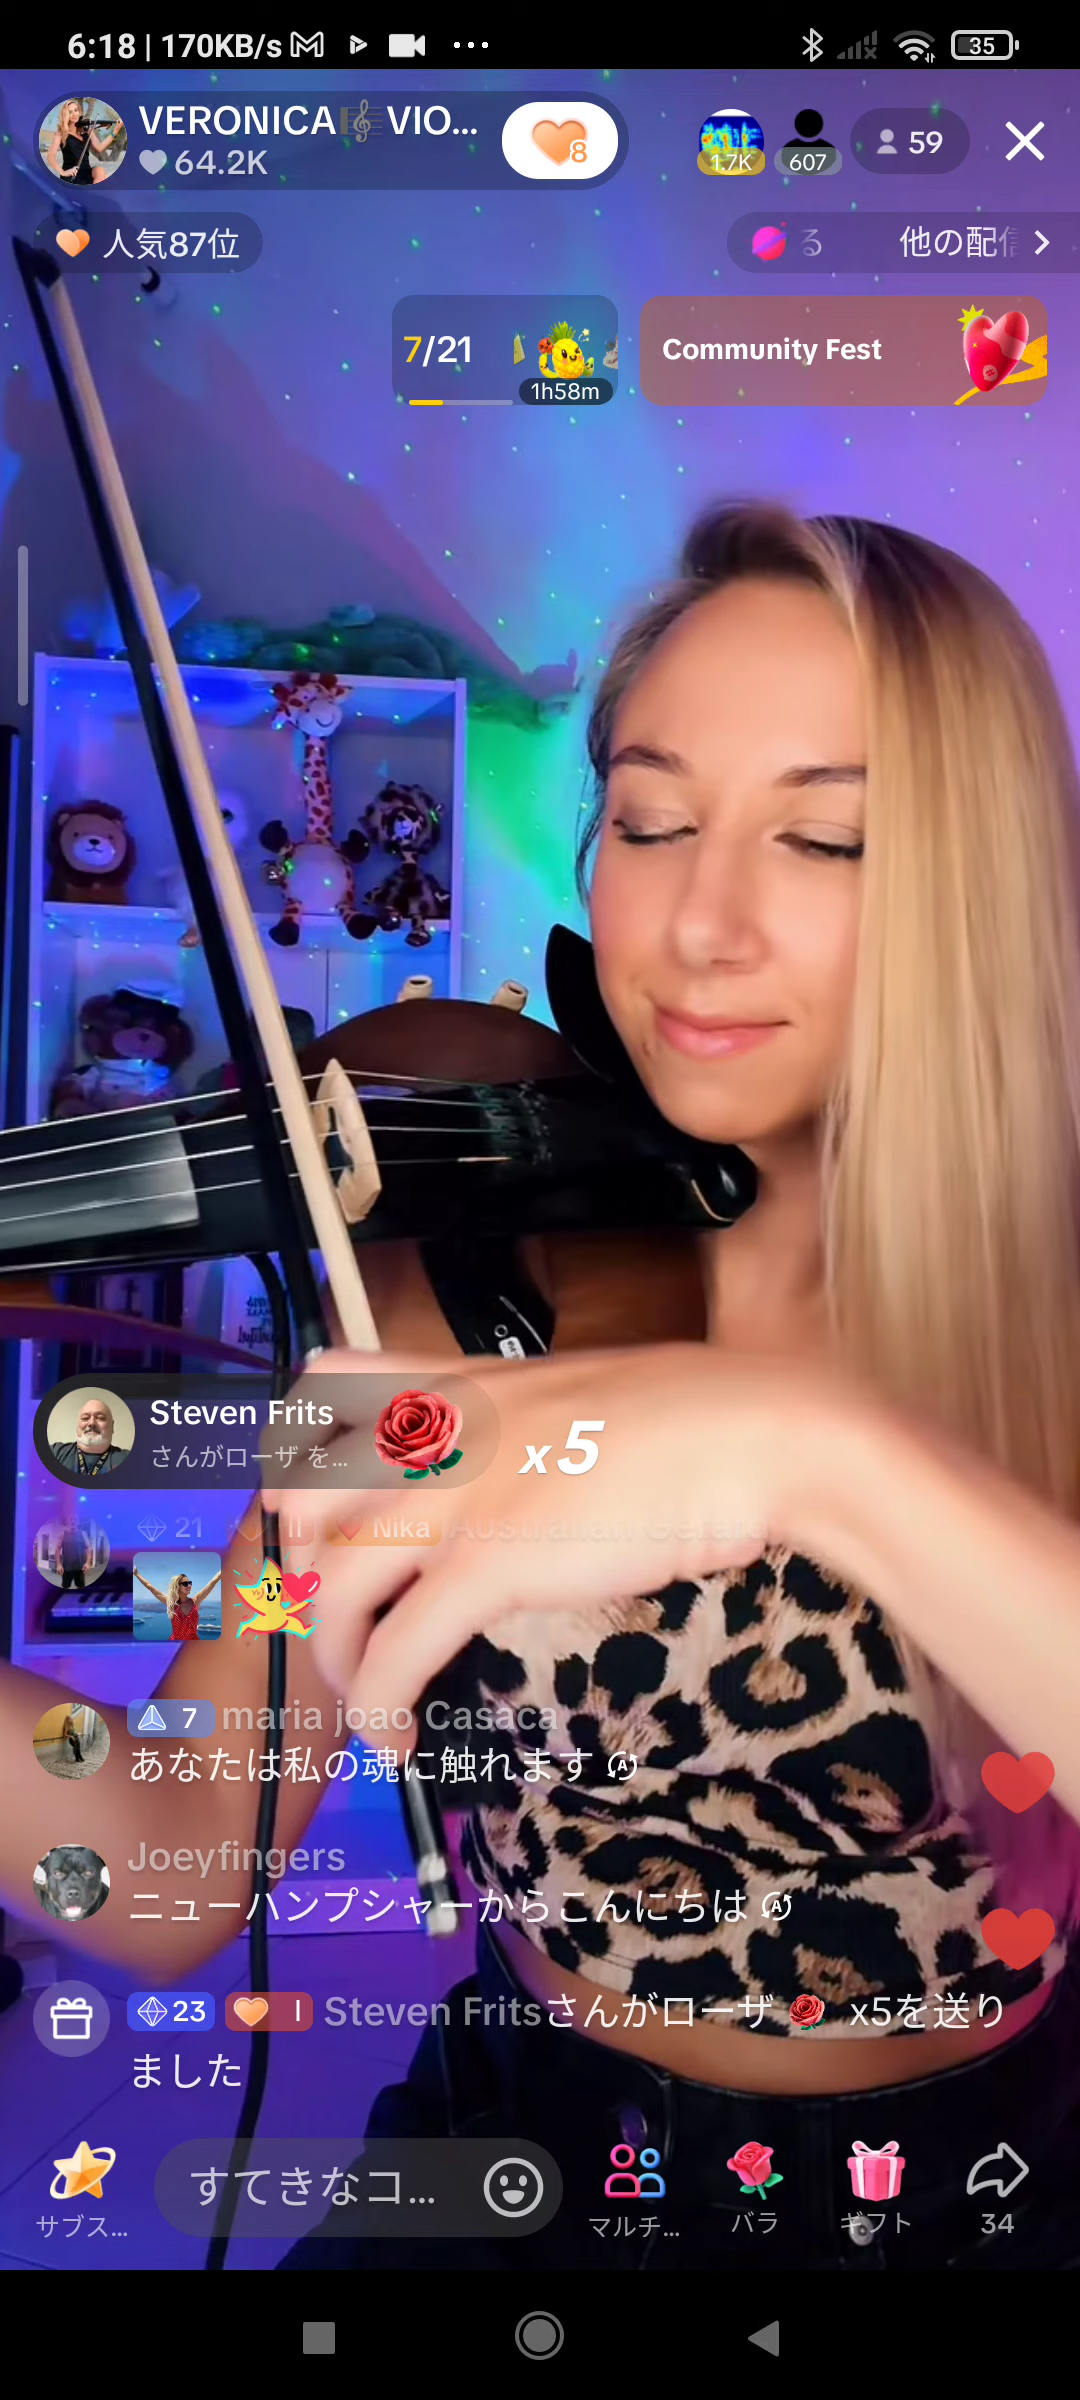 6:18 | 170KB/s
35
VERONICA🎼VIO...
64.2K
8
1.7K
607
59
人気87位
る 他の配信
7/21
1h58m
Community Fest
Steven Frits
さんがローザ を...
x5
21 II Nika Australian Gerald
7 maria joao Casaca
あなたは私の魂に触れます
Joeyfingers
ニューハンプシャーからこんにちは
23 I Steven Fritsさんがローザ x5を送り
ました
サブス...
すてきなコ...
マルチ...
バラ
ギフト
34